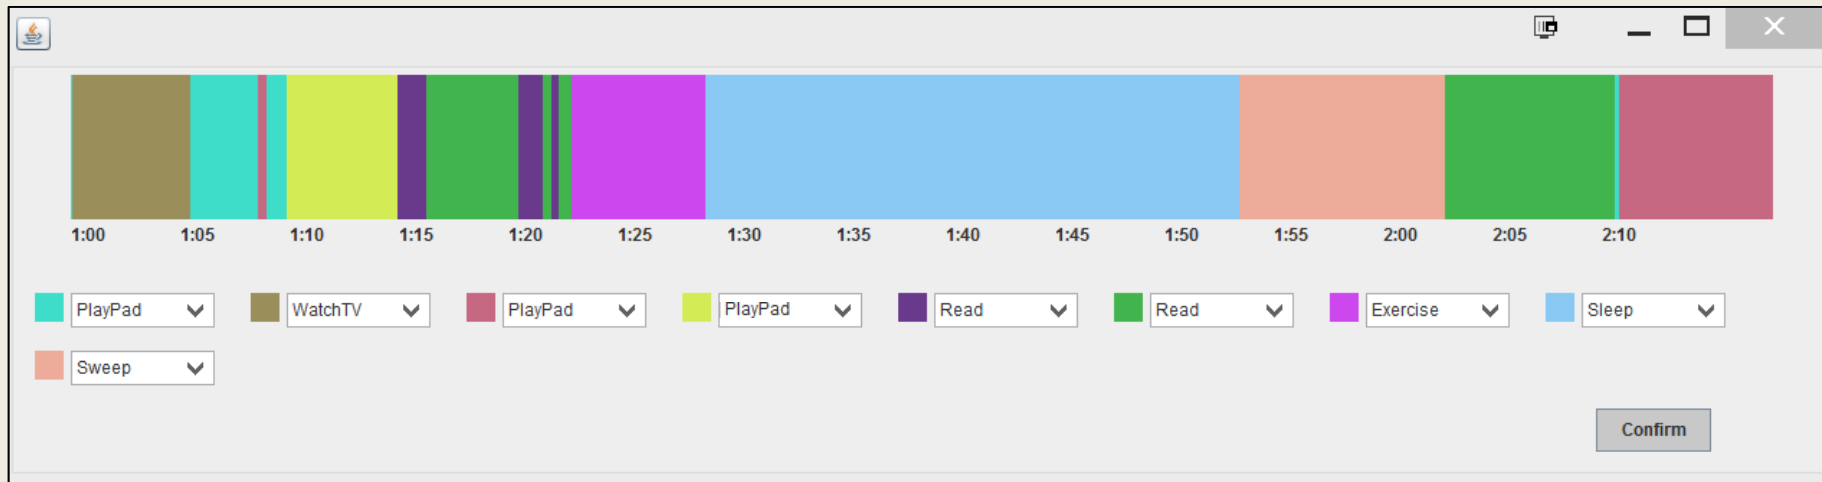 1:00 1:05 1:10 1:15 1:20 1:25 1:30 1:35 1:40 1:45 1:50 1:55 2:00 2:05 2:10
PlayPad WatchTV PlayPad PlayPad Read Read Exercise Sleep
Sweep
Confirm